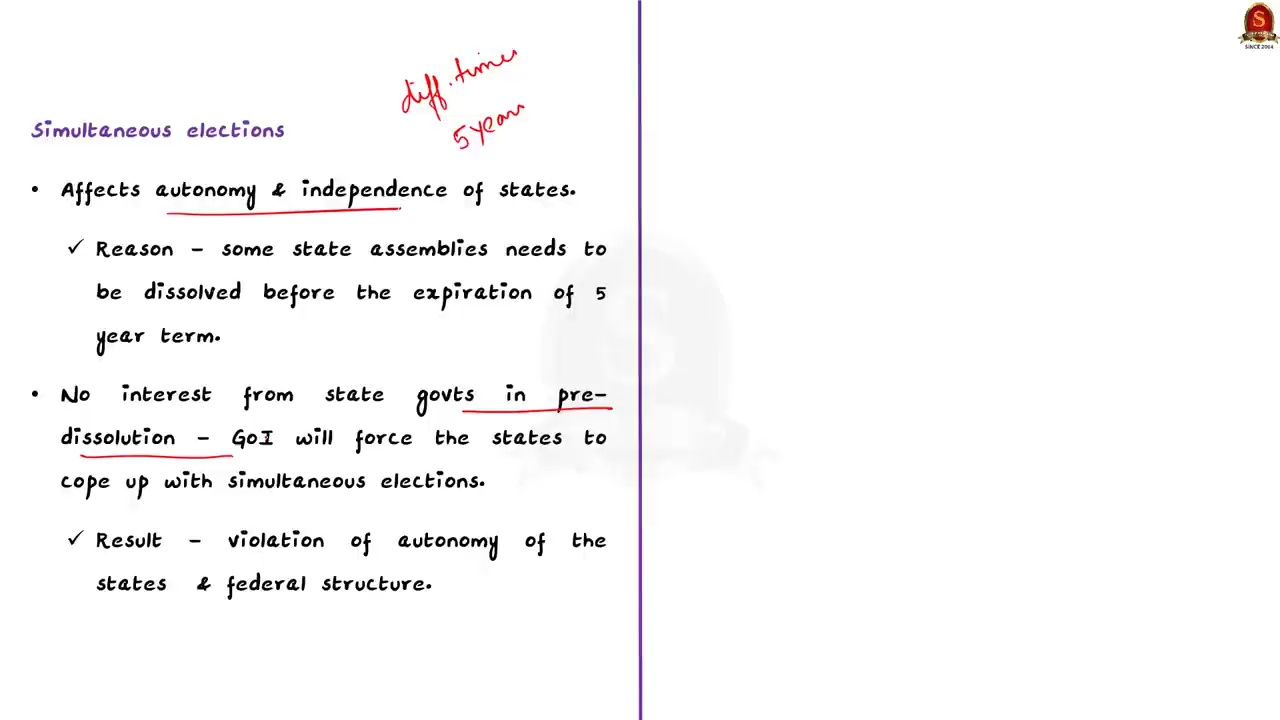 S
SINCE 2004
diff. times
5 years
Simultaneous elections
• Affects autonomy & independence of states.
✓ Reason – some state assemblies needs to
be dissolved before the expiration of 5
year term.
• No interest from state govts in pre-
dissolution – GoI will force the states to
cope up with simultaneous elections.
✓ Result – violation of autonomy of the
states & federal structure.